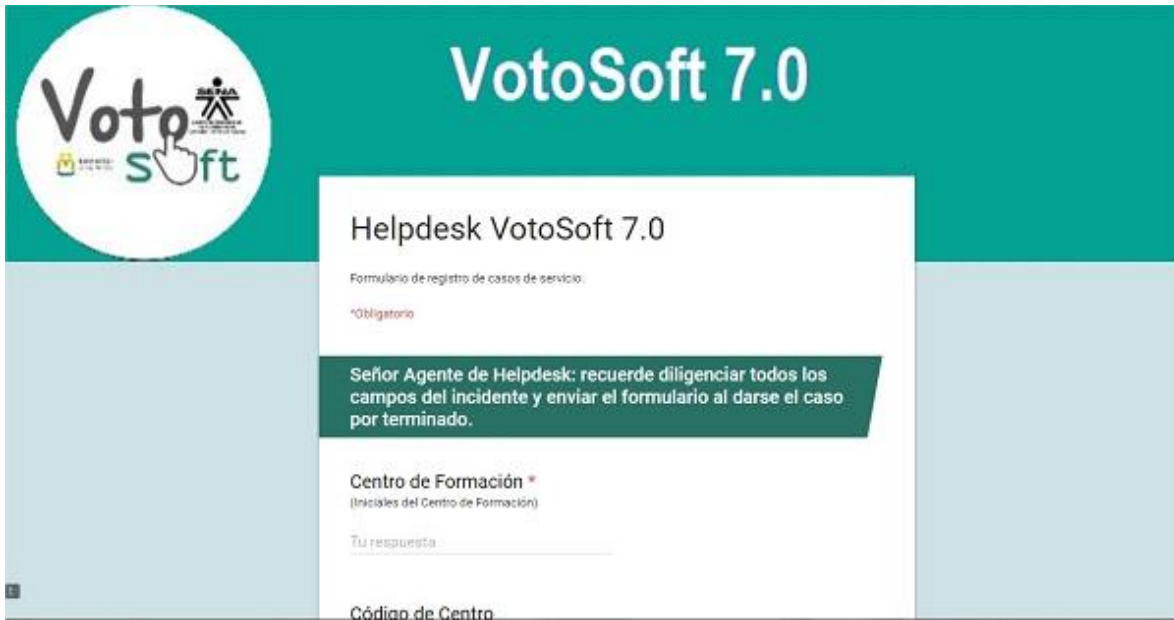 VotoSoft 7.0
Voto
SENA
soft
Helpdesk VotoSoft 7.0
Formulario de registro de casos de servicio.
*Obligatorio
Señor Agente de Helpdesk: recuerde diligenciar todos los
campos del incidente y enviar el formulario al darse el caso
por terminado.
Centro de Formación *
(Iniciales del Centro de Formación)
Tu respuesta
Código de Centro